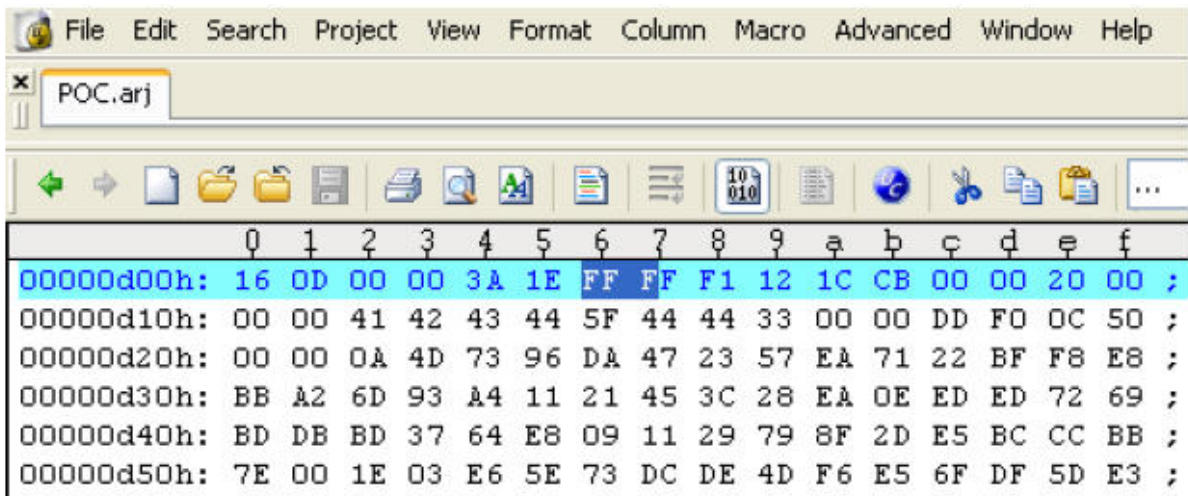 File Edit Search Project View Format Column Macro Advanced Window Help
POC.arj
10 010 ...
0 1 2 3 4 5 6 7 8 9 a b c d e f
00000d00h: 16 0D 00 00 3A 1E FF FF F1 12 1C CB 00 00 20 00 ;
00000d10h: 00 00 41 42 43 44 5F 44 44 33 00 00 DD F0 0C 50 ;
00000d20h: 00 00 0A 4D 73 96 DA 47 23 57 EA 71 22 BF F8 E8 ;
00000d30h: BB A2 6D 93 A4 11 21 45 3C 28 EA 0E ED ED 72 69 ;
00000d40h: BD DB BD 37 64 E8 09 11 29 79 8F 2D E5 BC CC BB ;
00000d50h: 7E 00 1E 03 E6 5E 73 DC DE 4D F6 E5 6F DF 5D E3 ;